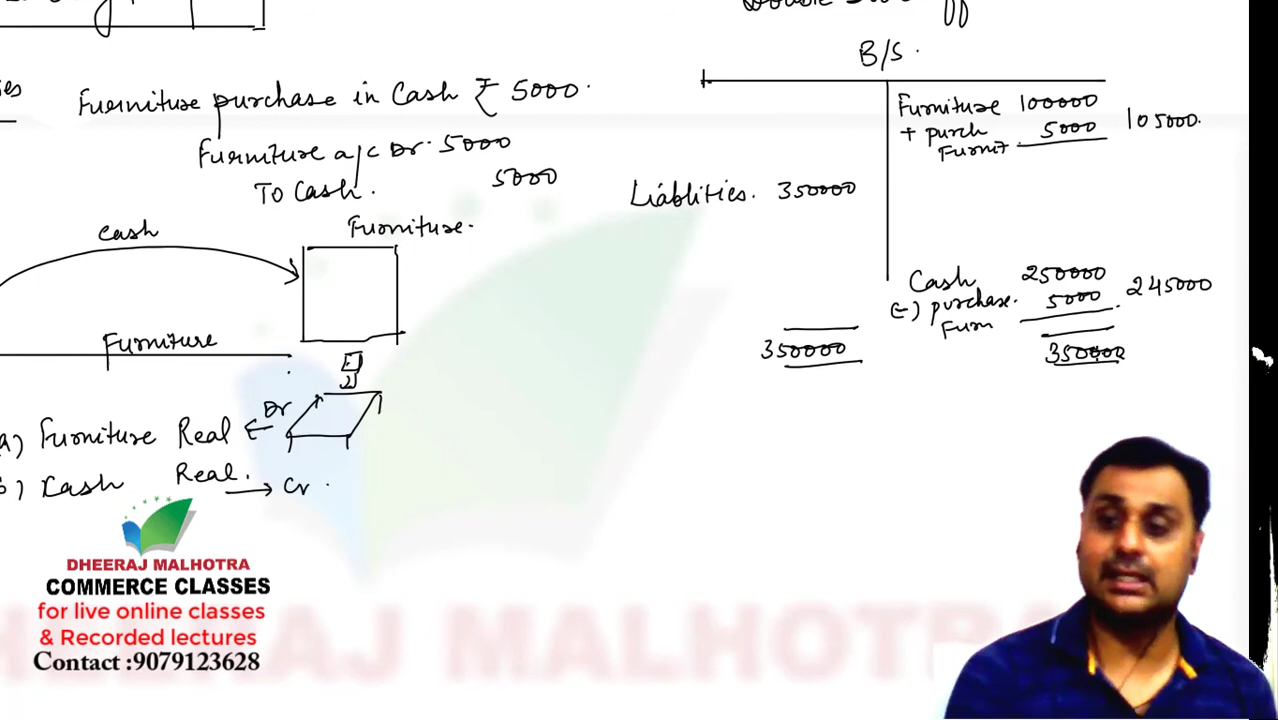 B/S.
Furniture purchase in Cash ₹ 5000.
Furniture a/c Dr. 5000
To Cash. 5000
Cash
Furniture.
Furniture
a) Furniture Real ← Dr
b) Cash Real. → Cr.
Furniture 100000
+ purch 5000 105000.
Furnit.
Liablities. 350000
Cash 250000
(-) purchase. 5000 245000
Furn
350000 350000
DHEERAJ MALHOTRA
COMMERCE CLASSES
for live online classes
& Recorded lectures
Contact :9079123628
DHEERAJ MALHOTRA